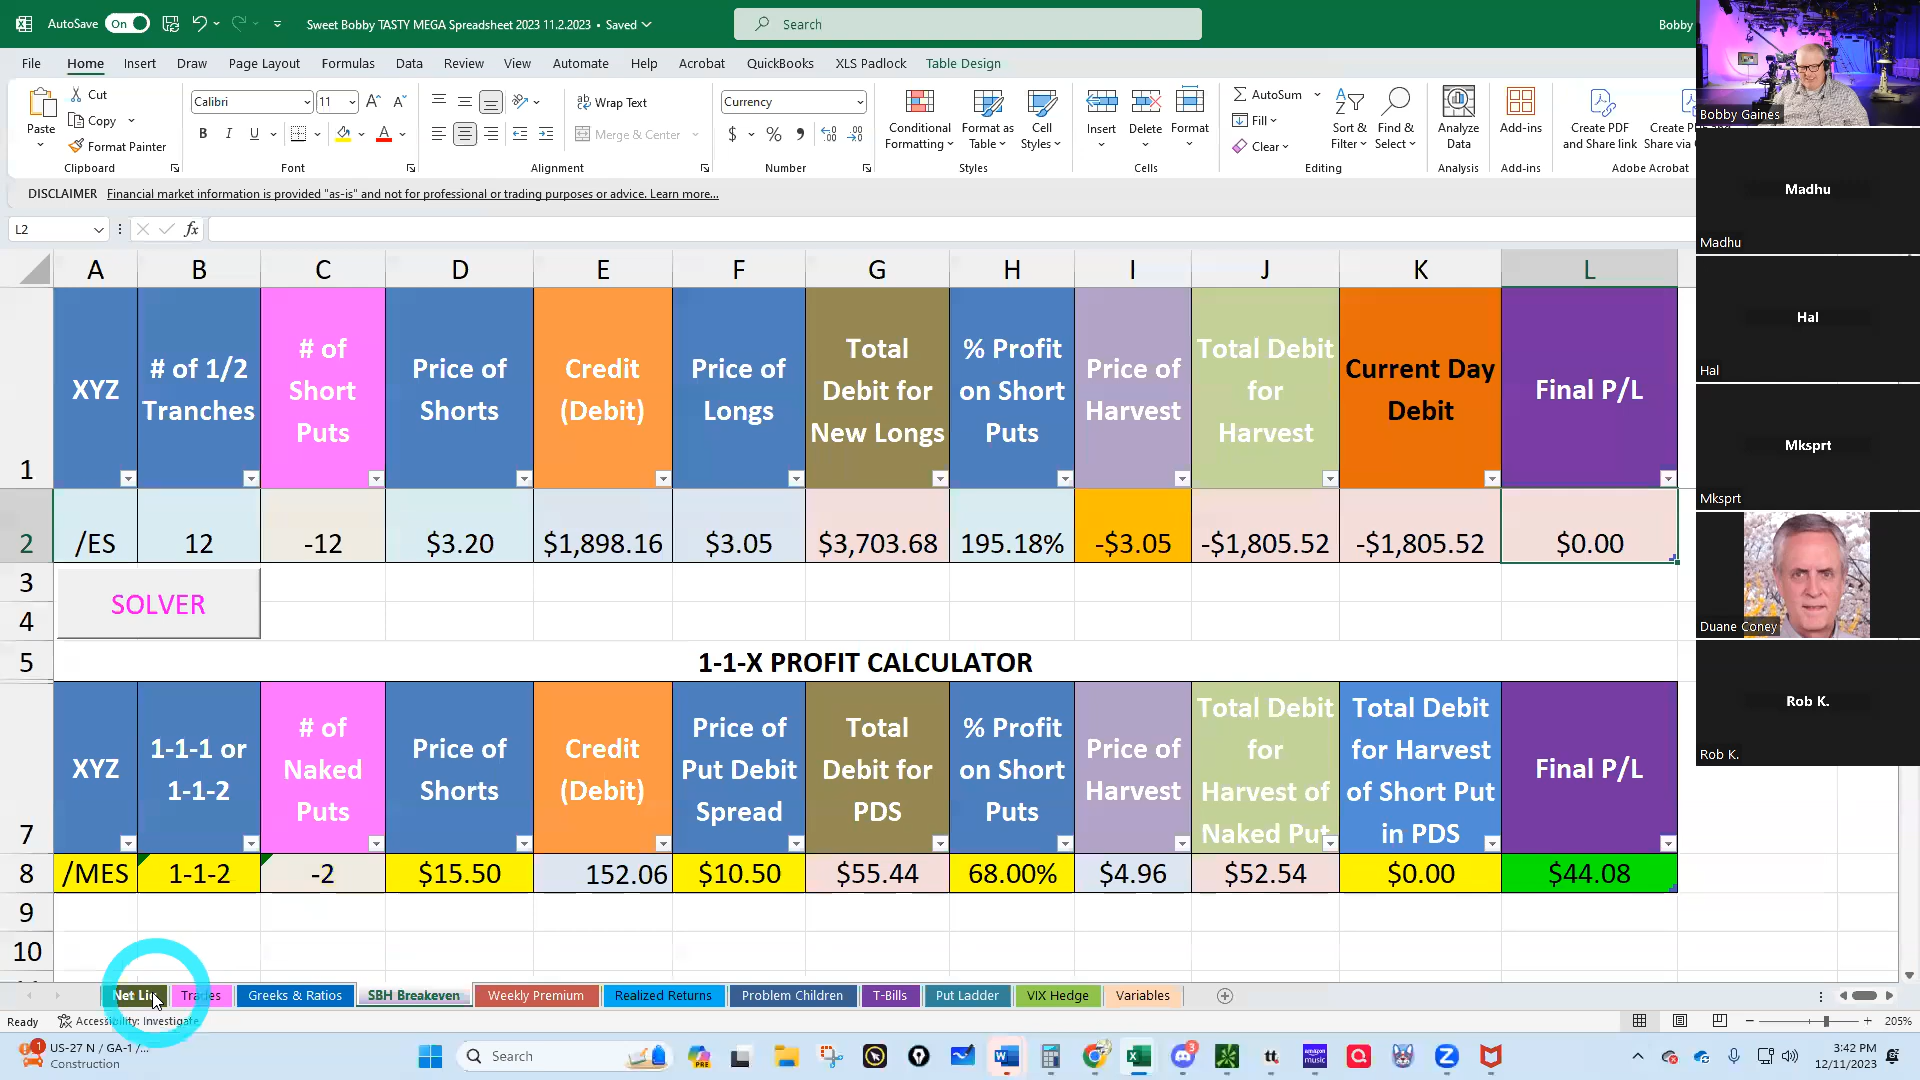 AutoSave On Sweet Bobby TASTY MEGA Spreadsheet 2023 11.2.2023 • Saved Search Bobby
File Home Insert Draw Page Layout Formulas Data Review View Automate Help Acrobat QuickBooks XLS Padlock Table Design
Paste Cut Copy Format Painter
Clipboard
Calibri 11
B I U A
Font
Wrap Text
Merge & Center
Alignment
Currency
$ % ,
Number
Conditional Formatting
Format as Table
Cell Styles
Styles
Insert Delete Format
Cells
AutoSum
Fill
Clear
Sort & Filter
Find & Select
Editing
Analyze Data
Analysis
Add-ins
Add-ins
Create PDF and Share link
Share via
Adobe Acrobat
DISCLAIMER Financial market information is provided "as-is" and not for professional or trading purposes or advice. Learn more...
L2 fx
A B C D E F G H I J K L
1
XYZ
# of 1/2 Tranches
# of Short Puts
Price of Shorts
Credit (Debit)
Price of Longs
Total Debit for New Longs
% Profit on Short Puts
Price of Harvest
Total Debit for Harvest
Current Day Debit
Final P/L
2 /ES 12 -12 $3.20 $1,898.16 $3.05 $3,703.68 195.18% -$3.05 -$1,805.52 -$1,805.52 $0.00
3
SOLVER
4
5 1-1-X PROFIT CALCULATOR
7
XYZ
1-1-1 or 1-1-2
# of Naked Puts
Price of Shorts
Credit (Debit)
Price of Put Debit Spread
Total Debit for PDS
% Profit on Short Puts
Price of Harvest
Total Debit for Harvest of Naked Put
Total Debit for Harvest of Short Put in PDS
Final P/L
8 /MES 1-1-2 -2 $15.50 152.06 $10.50 $55.44 68.00% $4.96 $52.54 $0.00 $44.08
9
10
Trades Greeks & Ratios SBH Breakeven Weekly Premium Realized Returns Problem Children T-Bills Put Ladder VIX Hedge Variables
Ready Accessibility: Investigate 205%
1 US-27 N / GA-1 /...
Construction
Search
PRE
tt
amazon music
3
3:42 PM
12/11/2023
Bobby Gaines
Madhu
Madhu
Hal
Hal
Mksprt
Mksprt
Duane Coney
Rob K.
Rob K.